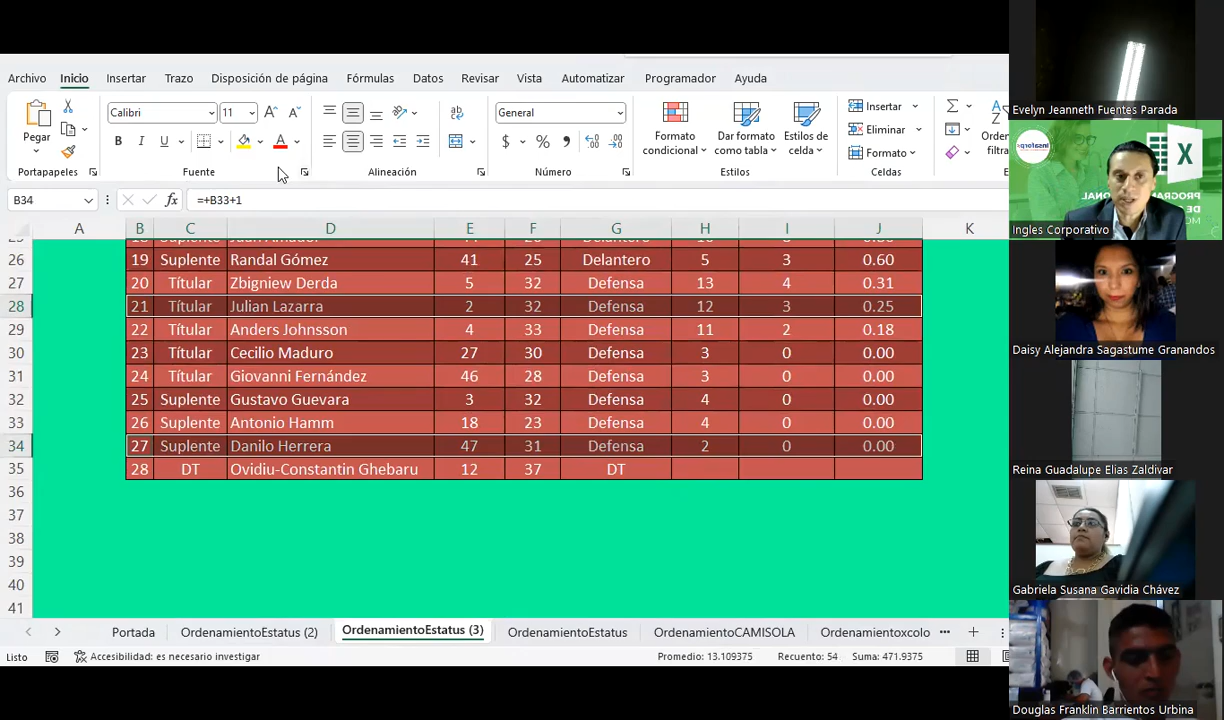 Archivo Inicio Insertar Trazo Disposición de página Fórmulas Datos Revisar Vista Automatizar Programador Ayuda
Calibri 11 General Insertar
Pegar N K S $ % Formato condicional Dar formato como tabla Estilos de celda Eliminar Formato
Portapapeles Fuente Alineación Número Estilos Celdas
B34 fx =+B33+1
A B C D E F G H I J K
26 19 Suplente Randal Gómez 41 25 Delantero 5 3 0.60
27 20 Títular Zbigniew Derda 5 32 Defensa 13 4 0.31
28 21 Títular Julian Lazarra 2 32 Defensa 12 3 0.25
29 22 Títular Anders Johnsson 4 33 Defensa 11 2 0.18
30 23 Títular Cecilio Maduro 27 30 Defensa 3 0 0.00
31 24 Títular Giovanni Fernández 46 28 Defensa 3 0 0.00
32 25 Suplente Gustavo Guevara 3 32 Defensa 4 0 0.00
33 26 Suplente Antonio Hamm 18 23 Defensa 4 0 0.00
34 27 Suplente Danilo Herrera 47 31 Defensa 2 0 0.00
35 28 DT Ovidiu-Constantin Ghebaru 12 37 DT
36
37
38
39
40
41
Portada OrdenamientoEstatus (2) OrdenamientoEstatus (3) OrdenamientoEstatus OrdenamientoCAMISOLA Ordenamientoxcolo
Listo Accesibilidad: es necesario investigar Promedio: 13.109375 Recuento: 54 Suma: 471.9375
Evelyn Jeanneth Fuentes Parada
Ingles Corporativo
Daisy Alejandra Sagastume Granandos
Reina Guadalupe Elias Zaldivar
Gabriela Susana Gavidia Chávez
Douglas Franklin Barrientos Urbina